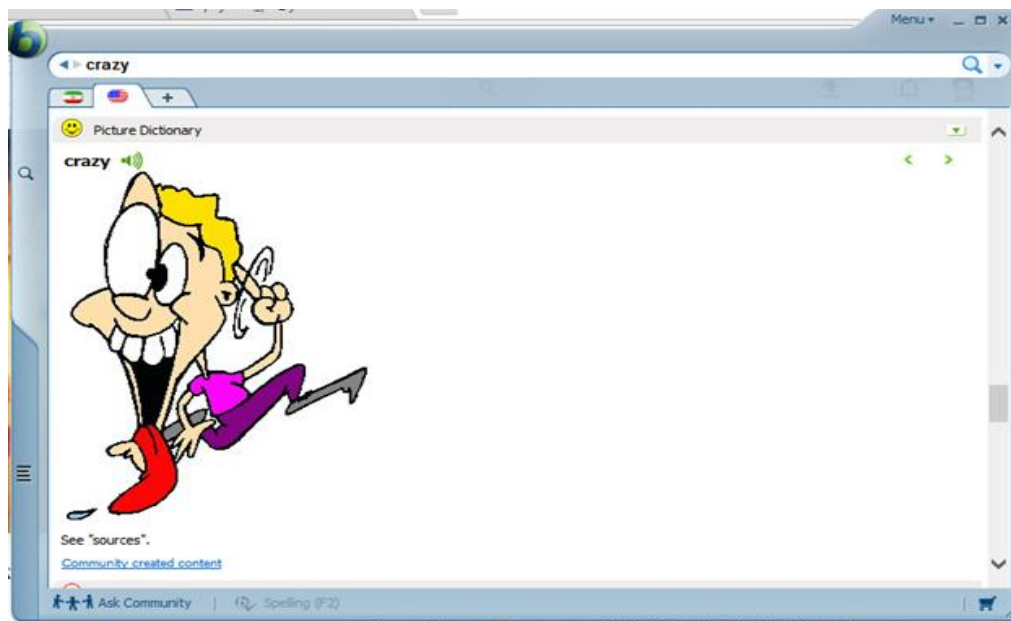 Menu
crazy
+
Picture Dictionary
crazy
See "sources".
Community created content
Ask Community | Spelling (F2)